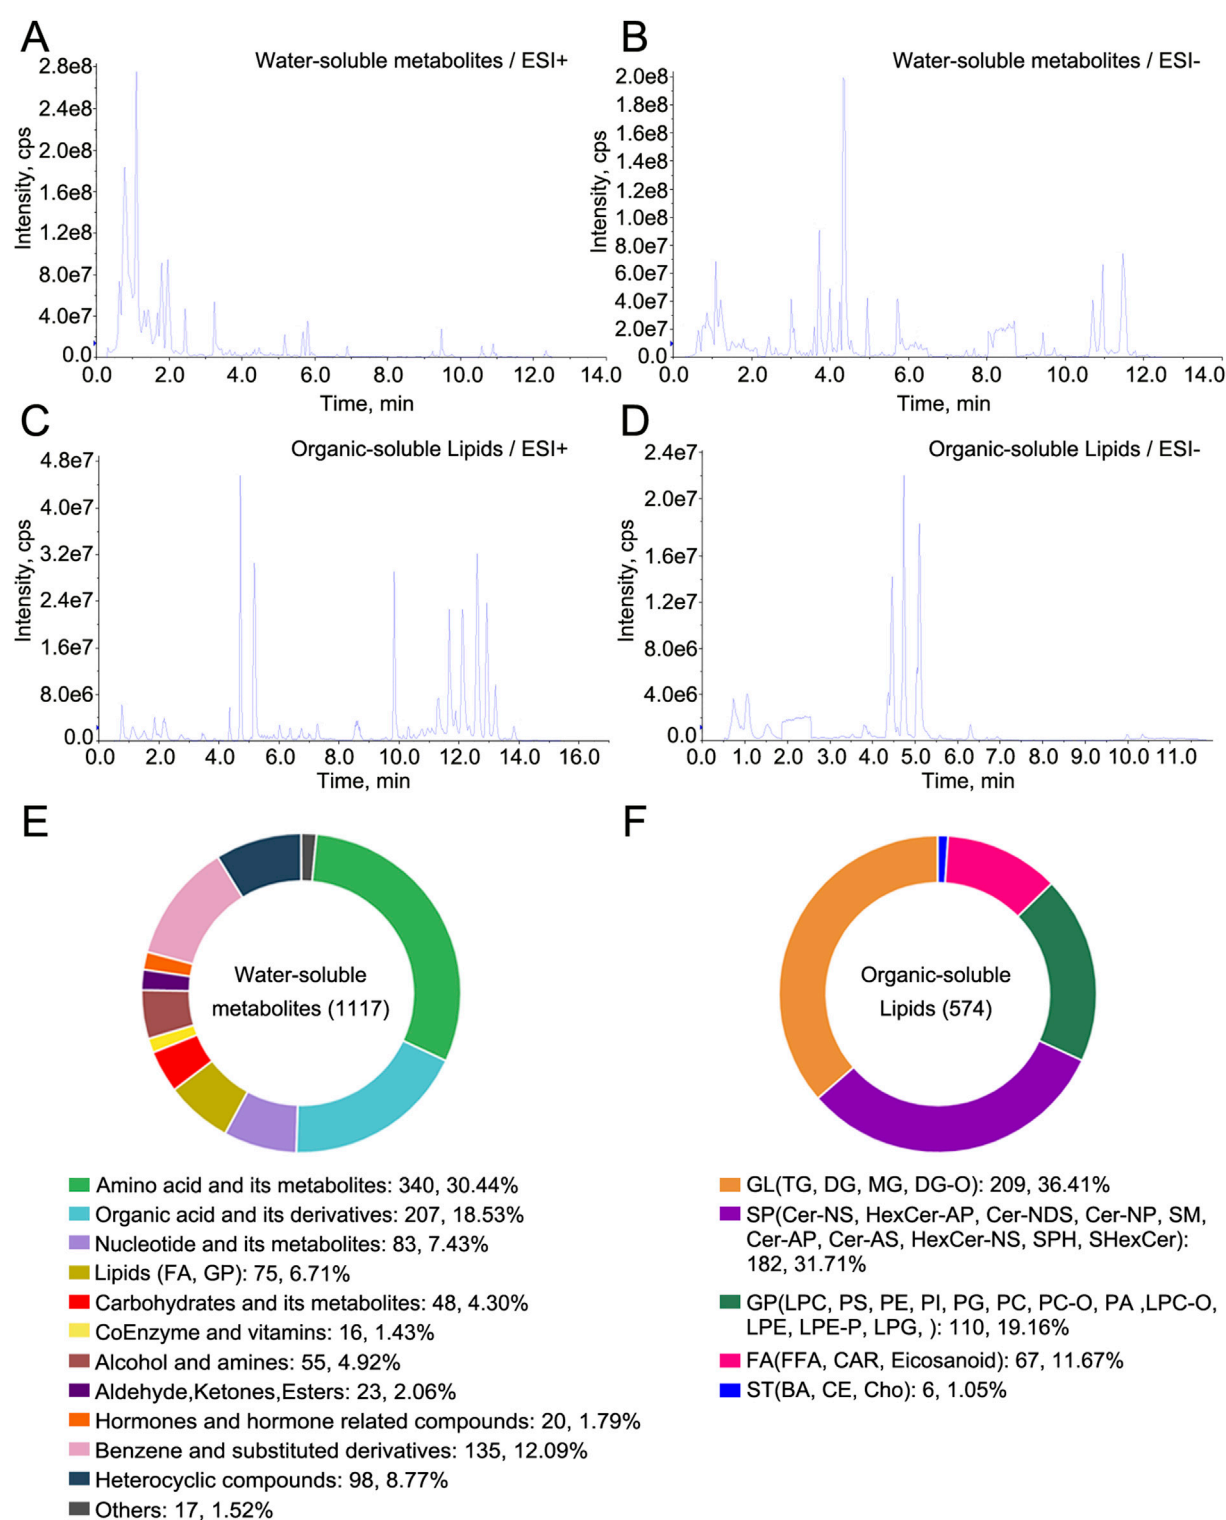 A
Water-soluble metabolites / ESI+
2.8e8
2.4e8
2.0e8
1.6e8
1.2e8
8.0e7
4.0e7
0.0
Intensity, cps
0.0 2.0 4.0 6.0 8.0 10.0 12.0 14.0
Time, min
B
Water-soluble metabolites / ESI-
2.0e8
1.8e8
1.6e8
1.4e8
1.2e8
1.0e8
8.0e7
6.0e7
4.0e7
2.0e7
0.0
Intensity, cps
0.0 2.0 4.0 6.0 8.0 10.0 12.0 14.0
Time, min
C
Organic-soluble Lipids / ESI+
4.8e7
4.0e7
3.2e7
2.4e7
1.6e7
8.0e6
0.0
Intensity, cps
0.0 2.0 4.0 6.0 8.0 10.0 12.0 14.0 16.0
Time, min
D
Organic-soluble Lipids / ESI-
2.4e7
2.0e7
1.6e7
1.2e7
8.0e6
4.0e6
0.0
Intensity, cps
0.0 1.0 2.0 3.0 4.0 5.0 6.0 7.0 8.0 9.0 10.0 11.0
Time, min
E
Water-soluble
metabolites (1117)
Amino acid and its metabolites: 340, 30.44%
Organic acid and its derivatives: 207, 18.53%
Nucleotide and its metabolites: 83, 7.43%
Lipids (FA, GP): 75, 6.71%
Carbohydrates and its metabolites: 48, 4.30%
CoEnzyme and vitamins: 16, 1.43%
Alcohol and amines: 55, 4.92%
Aldehyde,Ketones,Esters: 23, 2.06%
Hormones and hormone related compounds: 20, 1.79%
Benzene and substituted derivatives: 135, 12.09%
Heterocyclic compounds: 98, 8.77%
Others: 17, 1.52%
F
Organic-soluble
Lipids (574)
GL(TG, DG, MG, DG-O): 209, 36.41%
SP(Cer-NS, HexCer-AP, Cer-NDS, Cer-NP, SM,
Cer-AP, Cer-AS, HexCer-NS, SPH, SHexCer):
182, 31.71%
GP(LPC, PS, PE, PI, PG, PC, PC-O, PA ,LPC-O,
LPE, LPE-P, LPG, ): 110, 19.16%
FA(FFA, CAR, Eicosanoid): 67, 11.67%
ST(BA, CE, Cho): 6, 1.05%